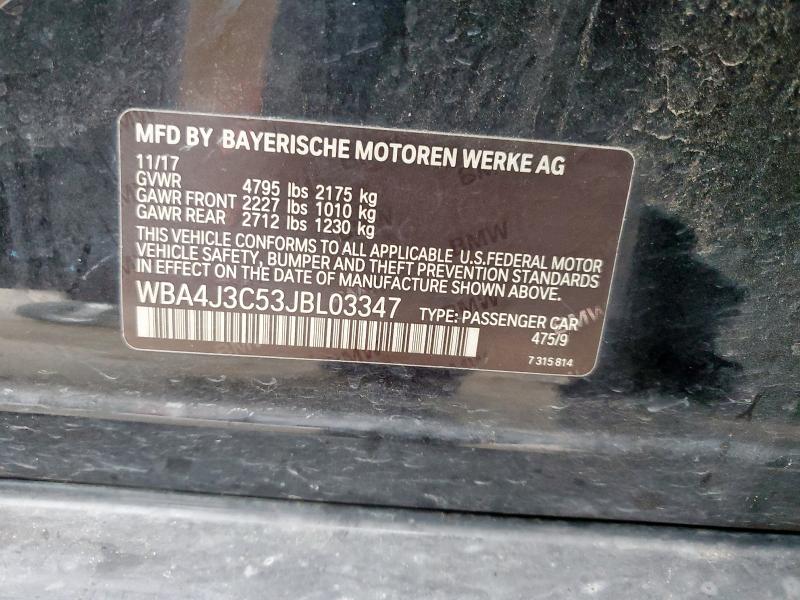 MFD BY BAYERISCHE MOTOREN WERKE AG
11/17
GVWR 4795 lbs 2175 kg
GAWR FRONT 2227 lbs 1010 kg
GAWR REAR 2712 lbs 1230 kg
THIS VEHICLE CONFORMS TO ALL APPLICABLE U.S.FEDERAL MOTOR
VEHICLE SAFETY, BUMPER AND THEFT PREVENTION STANDARDS
IN EFFECT ON THE DATE OF MANUFACTURE SHOWN ABOVE.
WBA4J3C53JBL03347 TYPE: PASSENGER CAR
475/9
7 315 814